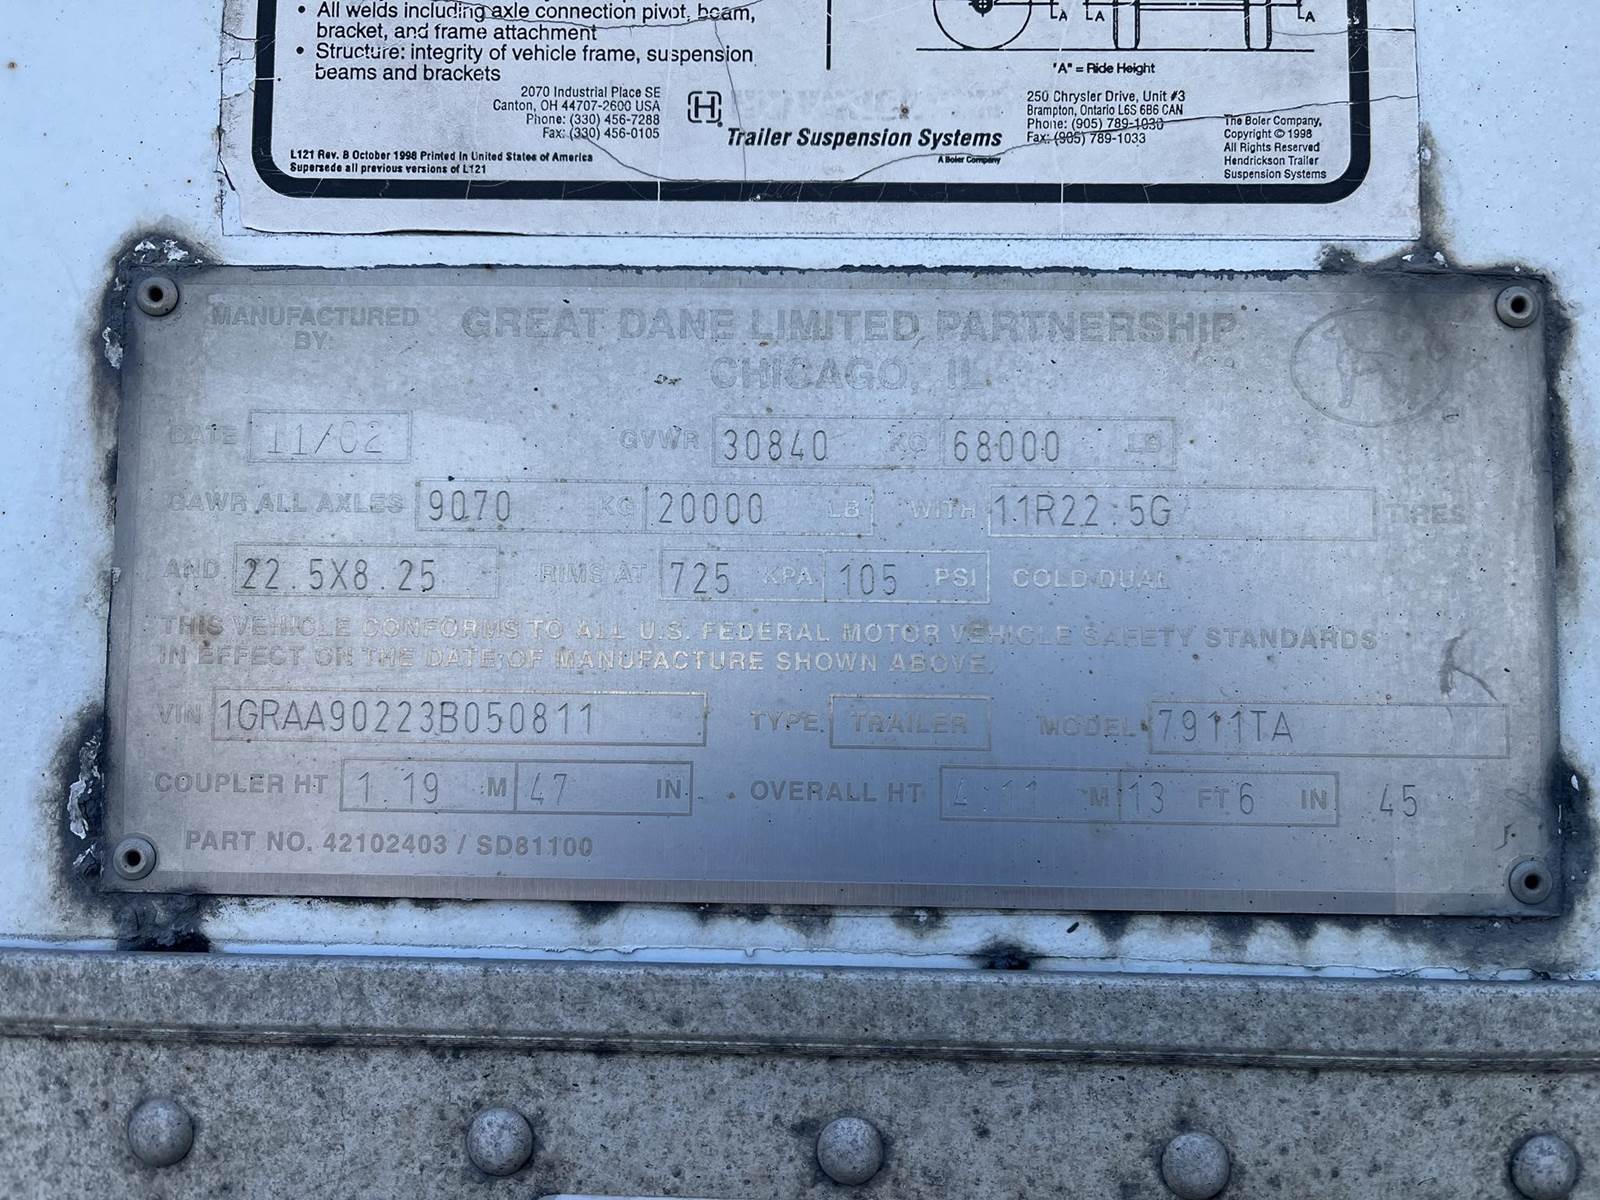 • All welds including axle connection pivot, beam,
bracket, and frame attachment
• Structure: integrity of vehicle frame, suspension
beams and brackets
2070 Industrial Place SE
Canton, OH 44707-2600 USA
Phone: (330) 456-7288
Fax: (330) 456-0105
H
Trailer Suspension Systems
A Boler Company
L A L A L A
"A" = Ride Height
250 Chrysler Drive, Unit #3
Brampton, Ontario L6S 6B6 CAN
Phone: (905) 789-1030
Fax: (905) 789-1033
The Boler Company,
Copyright © 1998
All Rights Reserved
Hendrickson Trailer
Suspension Systems
L121 Rev. B October 1998 Printed in United States of America
Supersede all previous versions of L121
MANUFACTURED BY: GREAT DANE LIMITED PARTNERSHIP
CHICAGO, IL
DATE 11/02 GVWR 30840 KG 68000 LB
GAWR ALL AXLES 9070 KG 20000 LB WITH 11R22.5G TIRES
AND 22.5X8.25 RIMS AT 725 KPA 105 PSI COLD DUAL
THIS VEHICLE CONFORMS TO ALL U.S. FEDERAL MOTOR VEHICLE SAFETY STANDARDS
IN EFFECT ON THE DATE OF MANUFACTURE SHOWN ABOVE.
VIN 1GRAA90223B050811 TYPE TRAILER MODEL 7911TA
COUPLER HT 1.19 M 47 IN. OVERALL HT 4.11 M 13 FT 6 IN 45
PART NO. 42102403 / SD81100